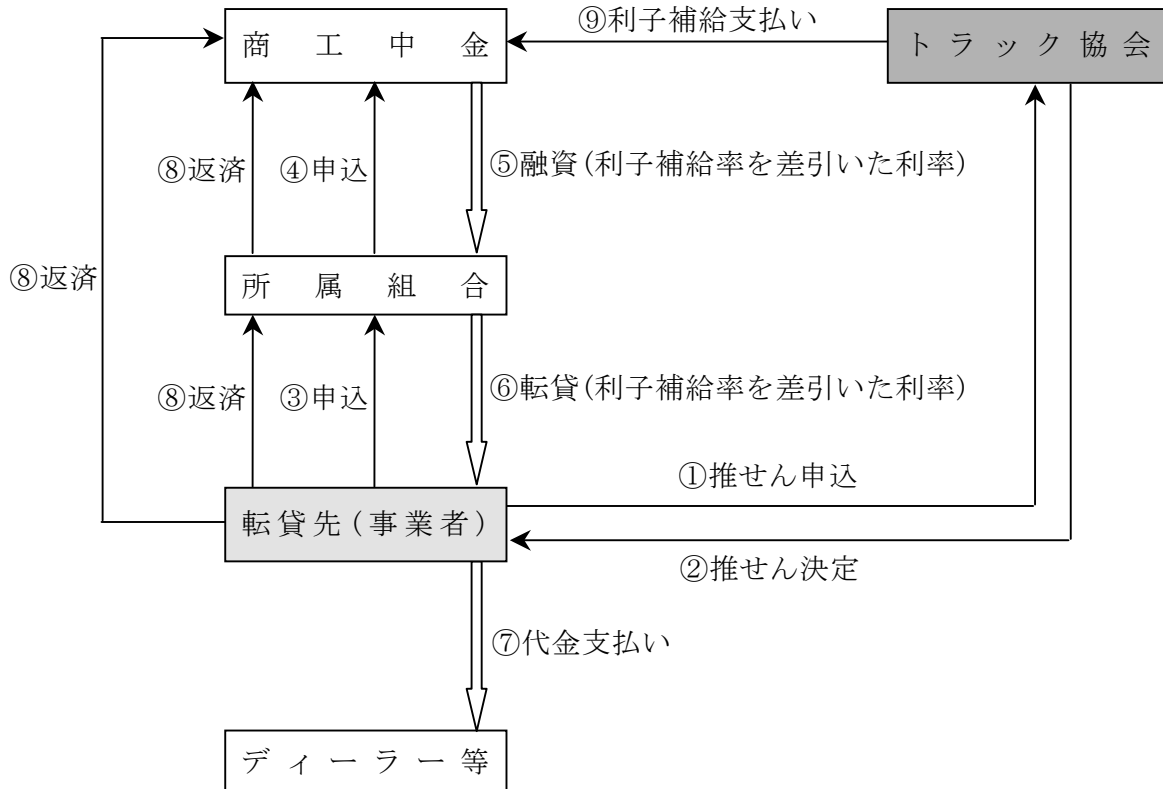 ⑨利子補給支払い
商工中金
トラック協会
⑧返済
④申込
⑤融資(利子補給率を差引いた利率)
⑧返済
所属組合
⑧返済
③申込
⑥転貸(利子補給率を差引いた利率)
①推せん申込
転貸先(事業者)
②推せん決定
⑦代金支払い
ディーラー等